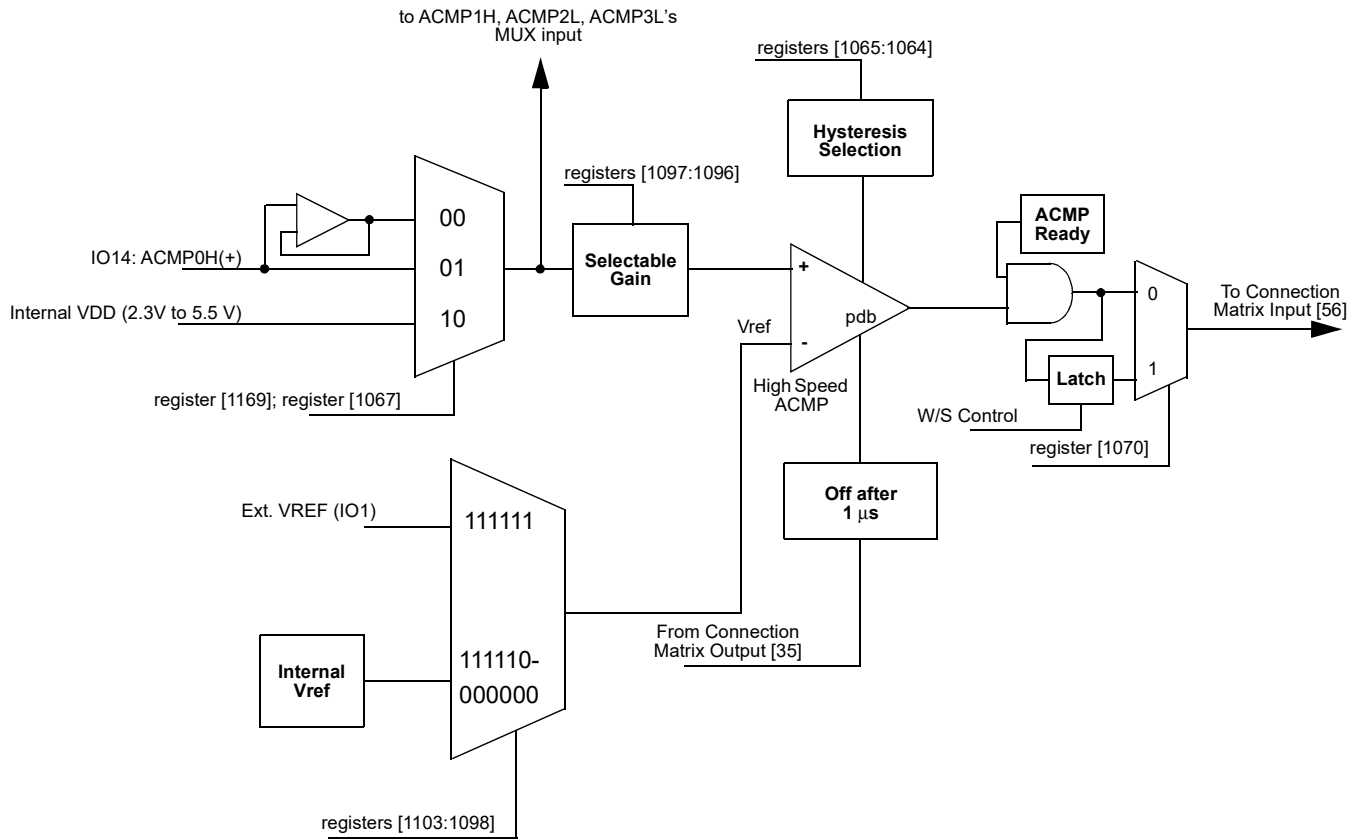 to ACMP1H, ACMP2L, ACMP3L's
MUX input
registers [1065:1064]
Hysteresis
Selection
registers [1097:1096]
00
ACMP
Ready
IO14: ACMP0H(+)
01
Selectable
Gain
+
0
To Connection
Matrix Input [56]
Internal VDD (2.3V to 5.5 V)
10
pdb
Vref
-
1
Latch
register [1169]; register [1067]
High Speed
ACMP
W/S Control
register [1070]
Off after
1 μs
Ext. VREF (IO1)
111111
From Connection
Matrix Output [35]
Internal
Vref
111110-
000000
registers [1103:1098]